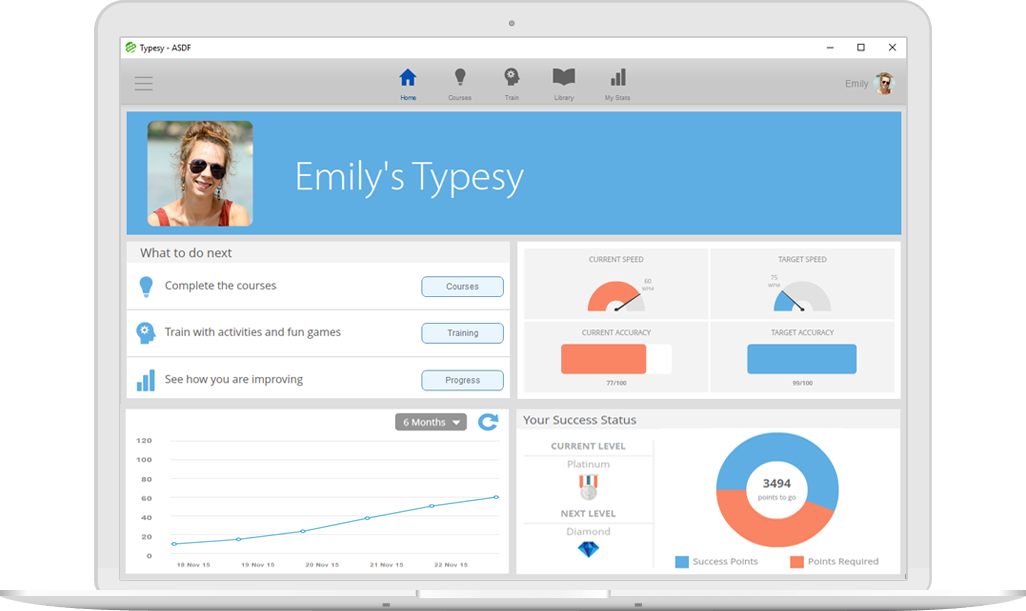 Typesy - ASDF
Home
Courses
Train
Library
My Stats
Emily
Emily's Typesy
What to do next
Complete the courses
Courses
Train with activities and fun games
Training
See how you are improving
Progress
CURRENT SPEED
60
WPM
TARGET SPEED
75
WPM
CURRENT ACCURACY
77/100
TARGET ACCURACY
99/100
6 Months
120
100
80
60
40
20
0
18 Nov 15
19 Nov 15
20 Nov 15
21 Nov 15
22 Nov 15
Your Success Status
CURRENT LEVEL
Platinum
NEXT LEVEL
Diamond
3494
points to go
Success Points
Points Required